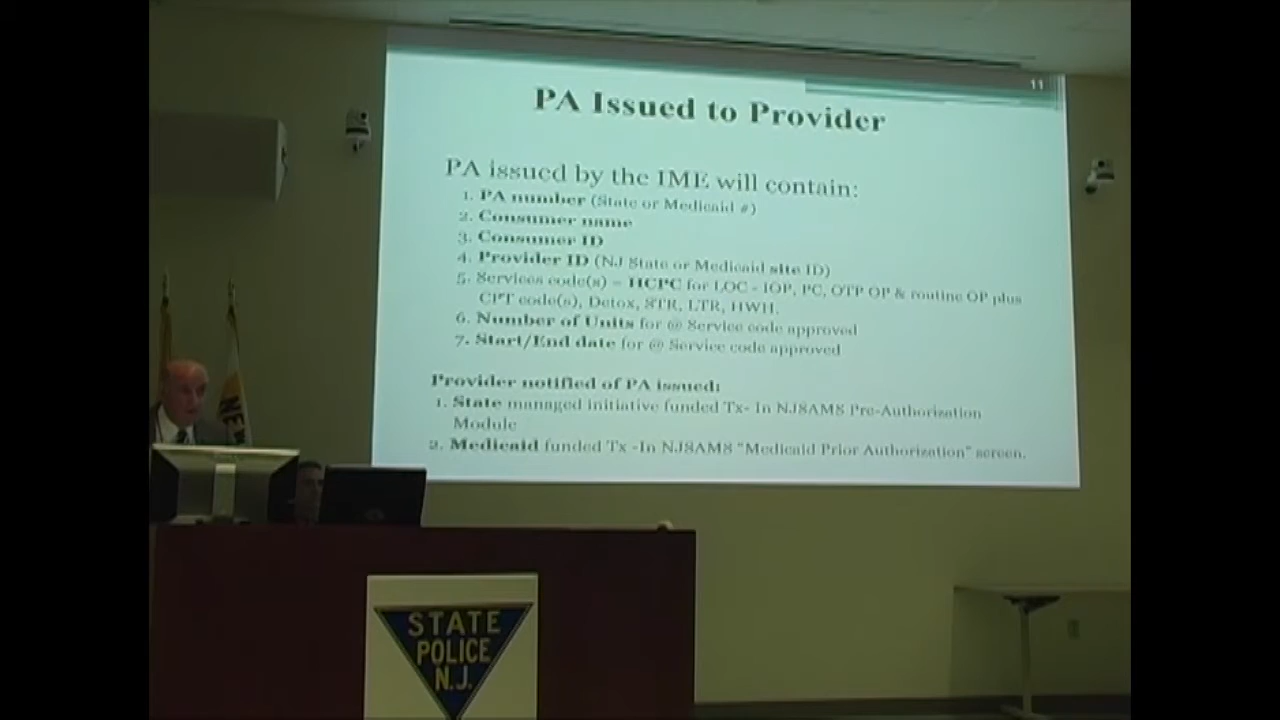 11
PA Issued to Provider
PA issued by the IME will contain:
1. PA number (State or Medicaid #)
2. Consumer name
3. Consumer ID
4. Provider ID (NJ State or Medicaid site ID)
5. Services code(s) – HCPC for LOC - IOP, PC, OTP OP & routine OP plus
CPT code(s), Detox, STR, LTR, HWH.
6. Number of Units for @ Service code approved
7. Start/End date for @ Service code approved
Provider notified of PA issued:
1. State managed initiative funded Tx- In NJSAMS Pre-Authorization
Module
2. Medicaid funded Tx -In NJSAMS "Medicaid Prior Authorization" screen.
NE
STATE
POLICE
N.J.